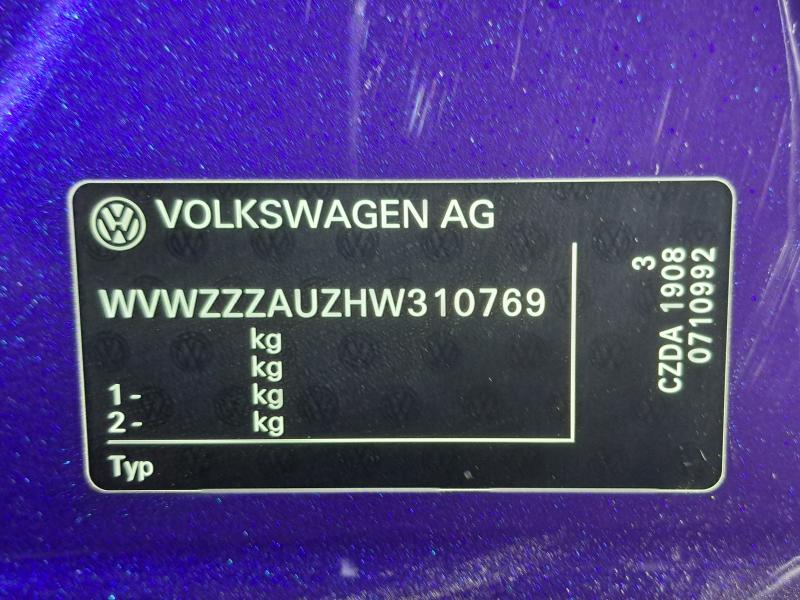 VOLKSWAGEN AG
WVWZZZAUZHW310769
kg
kg
1- kg
2- kg
Typ
3
CZDA 1908
0710992